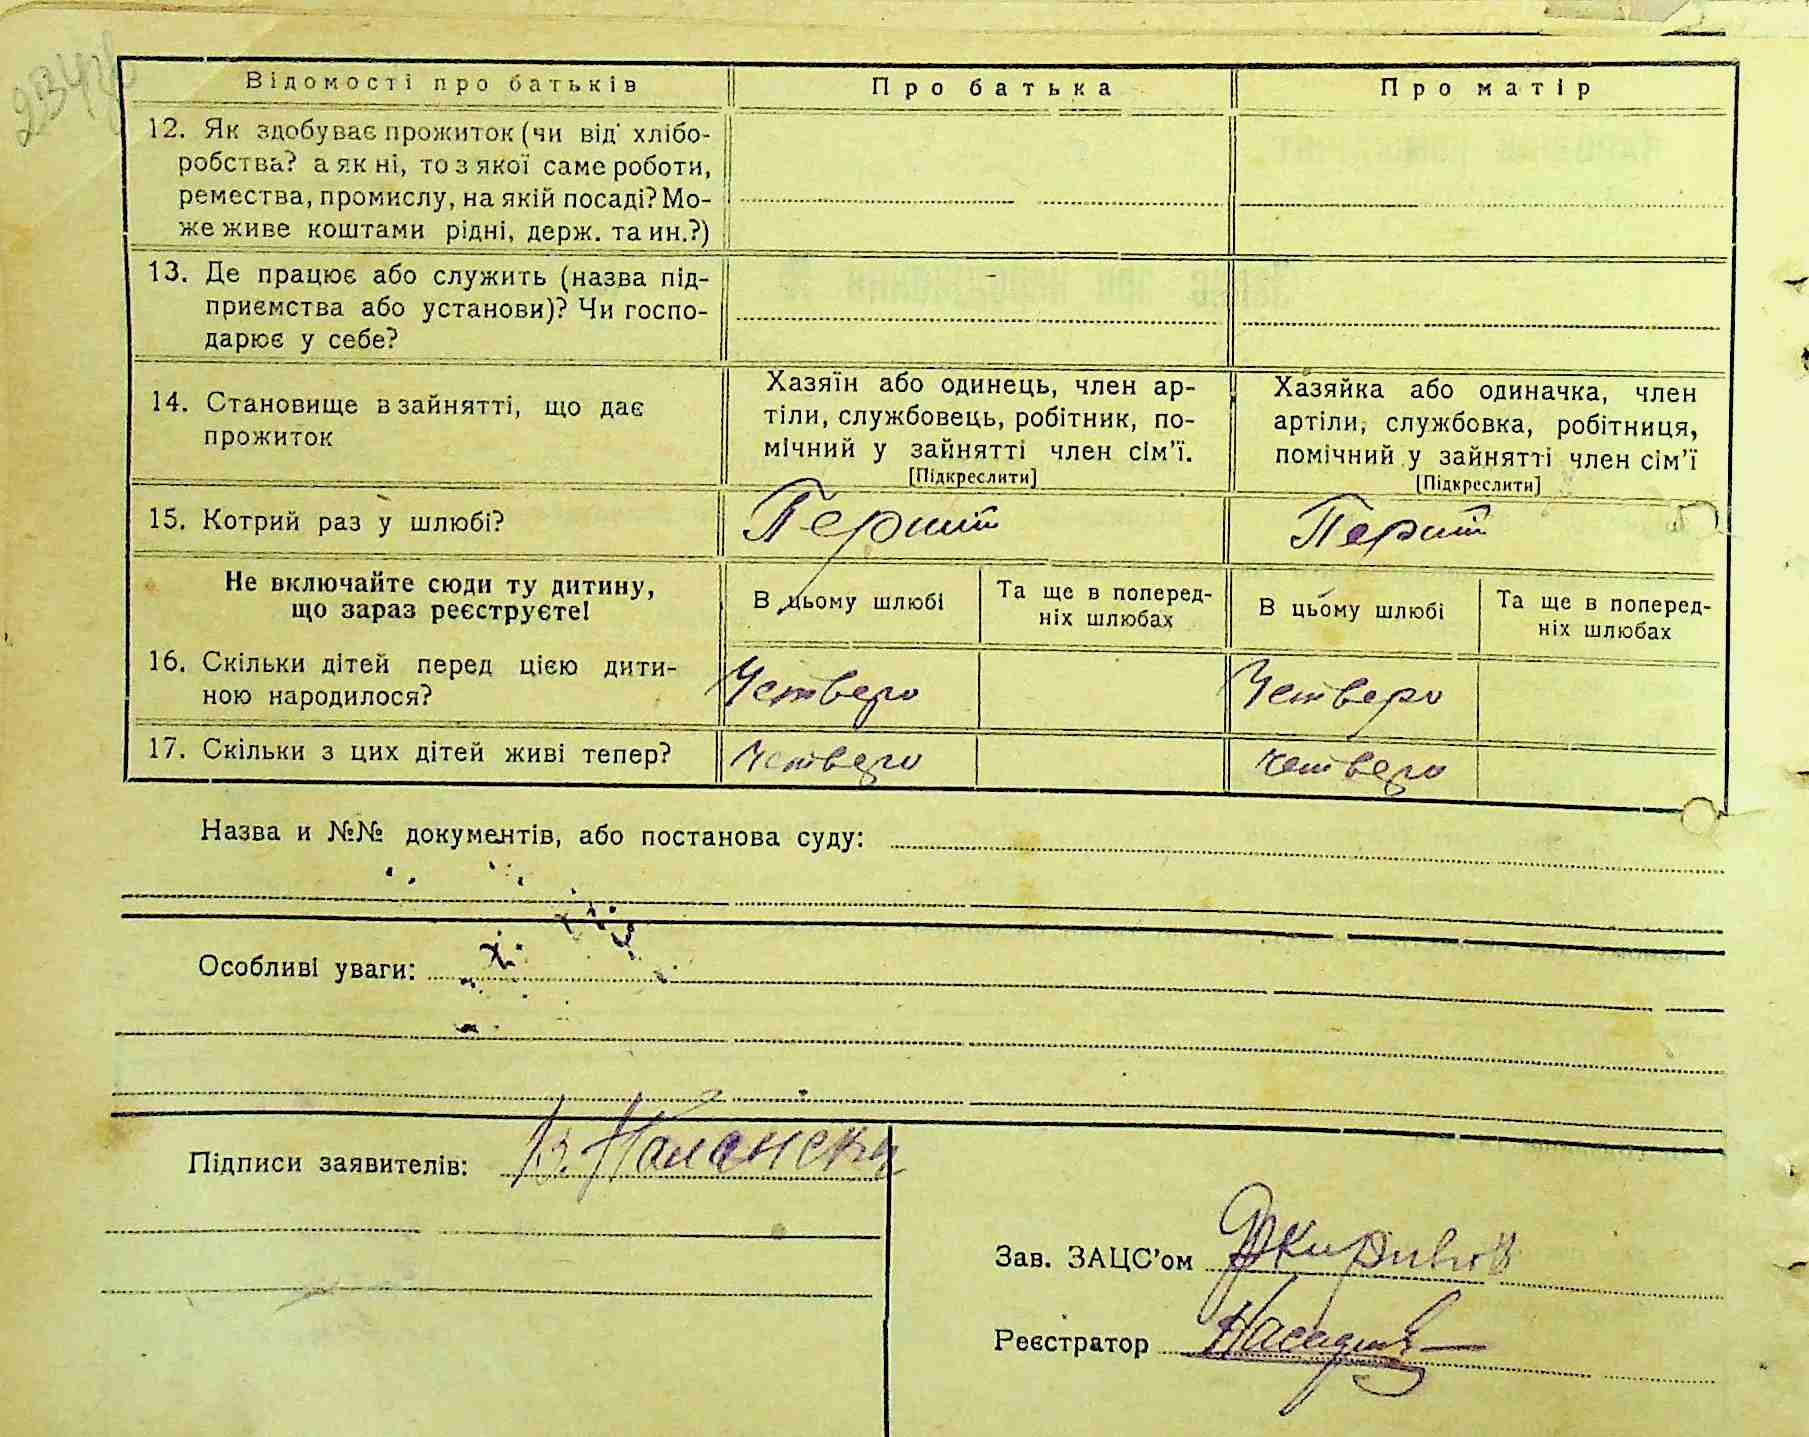 Відомості про батьків
Про батька
Про матір
12. Як здобуває прожиток (чи від хлібо-
робства? а як ні, то з якої саме роботи,
ремества, промислу, на якій посаді? Мо-
же живе коштами рідні, держ. та ин.?)
13. Де працює або служить (назва під-
приємства або установи)? Чи госпо-
дарює у себе?
14. Становище в зайнятті, що дає
прожиток
Хазяїн або одинець, член ар-
тіли, службовець, робітник, по-
мічний у зайнятті член сім'ї.
[Підкреслити]
Хазяйка або одиначка, член
артіли, службовка, робітниця,
помічний у зайнятті член сім'ї
[Підкреслити]
15. Котрий раз у шлюбі?
Перший
Перший
Не включайте сюди ту дитину,
що зараз реєструєте!
В цьому шлюбі
Та ще в поперед-
ніх шлюбах
В цьому шлюбі
Та ще в поперед-
ніх шлюбах
16. Скільки дітей перед цією дити-
ною народилося?
Четверо
Четверо
17. Скільки з цих дітей живі тепер?
четверо
четверо
Назва и №№ документів, або постанова суду:
Особливі уваги:
Підписи заявителів:
Зав. ЗАЦС'ом
Реєстратор